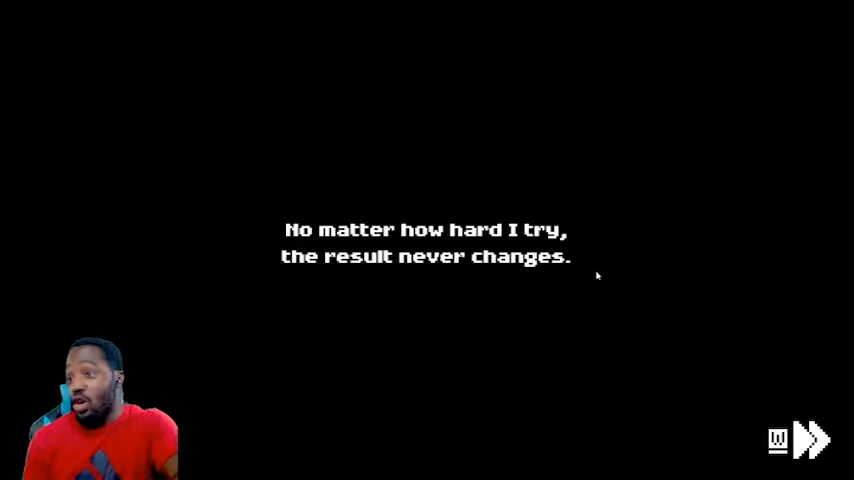 No matter how hard I try,
the result never changes.
W